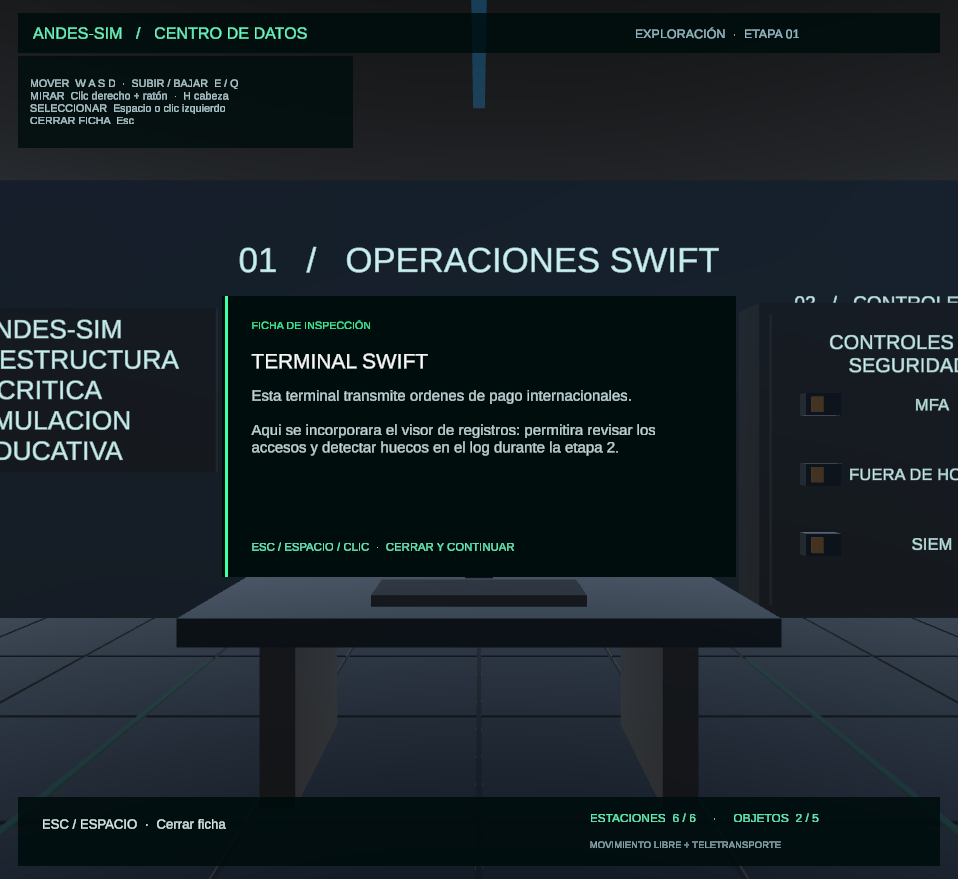 ANDES-SIM / CENTRO DE DATOS
EXPLORACIÓN · ETAPA 01
MOVER W A S D · SUBIR / BAJAR E / Q
MIRAR Clic derecho + ratón · H cabeza
SELECCIONAR Espacio o clic izquierdo
CERRAR FICHA Esc
01 / OPERACIONES SWIFT
NDES-SIM
ESTRUCTURA
CRITICA
MULACION
DUCATIVA
FICHA DE INSPECCIÓN
TERMINAL SWIFT
Esta terminal transmite ordenes de pago internacionales.
Aqui se incorporara el visor de registros: permitira revisar los
accesos y detectar huecos en el log durante la etapa 2.
ESC / ESPACIO / CLIC · CERRAR Y CONTINUAR
02 / CONTROLE
CONTROLES
SEGURIDAD
MFA
FUERA DE HO
SIEM
ESC / ESPACIO · Cerrar ficha
ESTACIONES 6 / 6 · OBJETOS 2 / 5
MOVIMIENTO LIBRE + TELETRANSPORTE